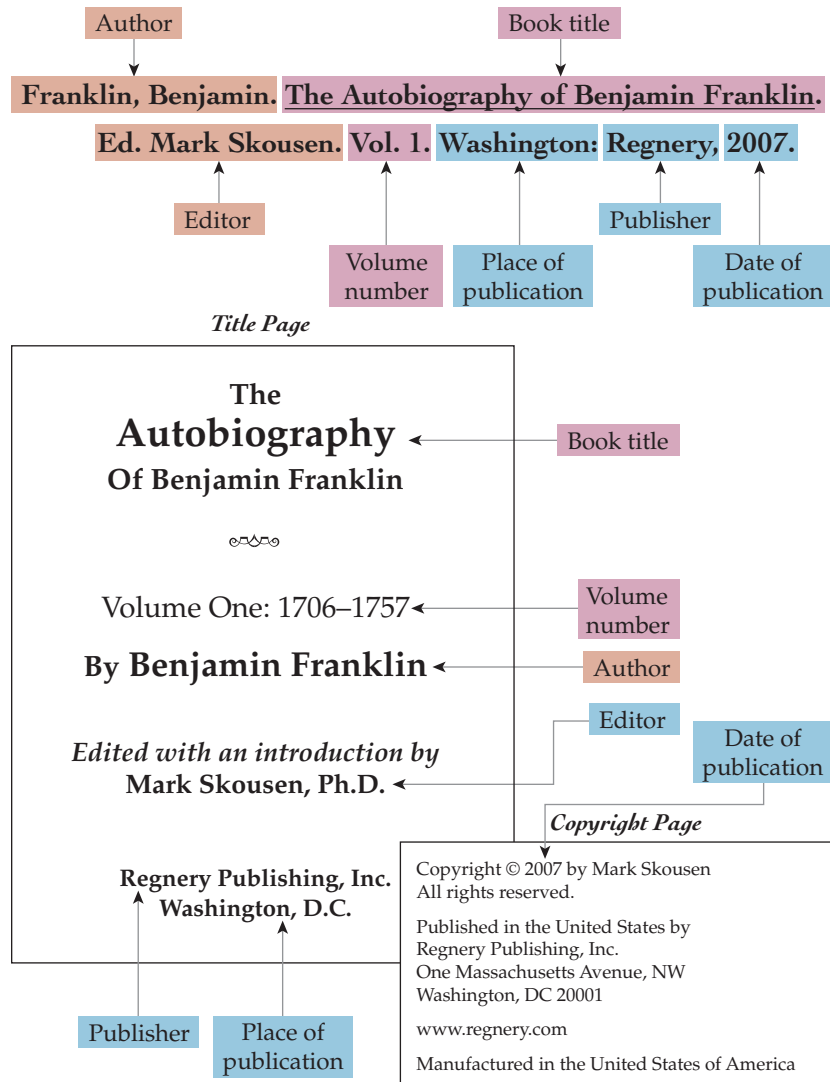 Author
Book title
Franklin, Benjamin. The Autobiography of Benjamin Franklin.
Ed. Mark Skousen. Vol. 1. Washington: Regnery, 2007.
Editor
Publisher
Volume
number
Place of
publication
Date of
publication
Title Page
The
Autobiography
Book title
Of Benjamin Franklin
Volume One: 1706–1757
Volume
number
By Benjamin Franklin
Author
Editor
Edited with an introduction by
Mark Skousen, Ph.D.
Date of
publication
Regnery Publishing, Inc.
Washington, D.C.
Publisher
Place of
publication
Copyright Page
Copyright © 2007 by Mark Skousen
All rights reserved.
Published in the United States by
Regnery Publishing, Inc.
One Massachusetts Avenue, NW
Washington, DC 20001
www.regnery.com
Manufactured in the United States of America